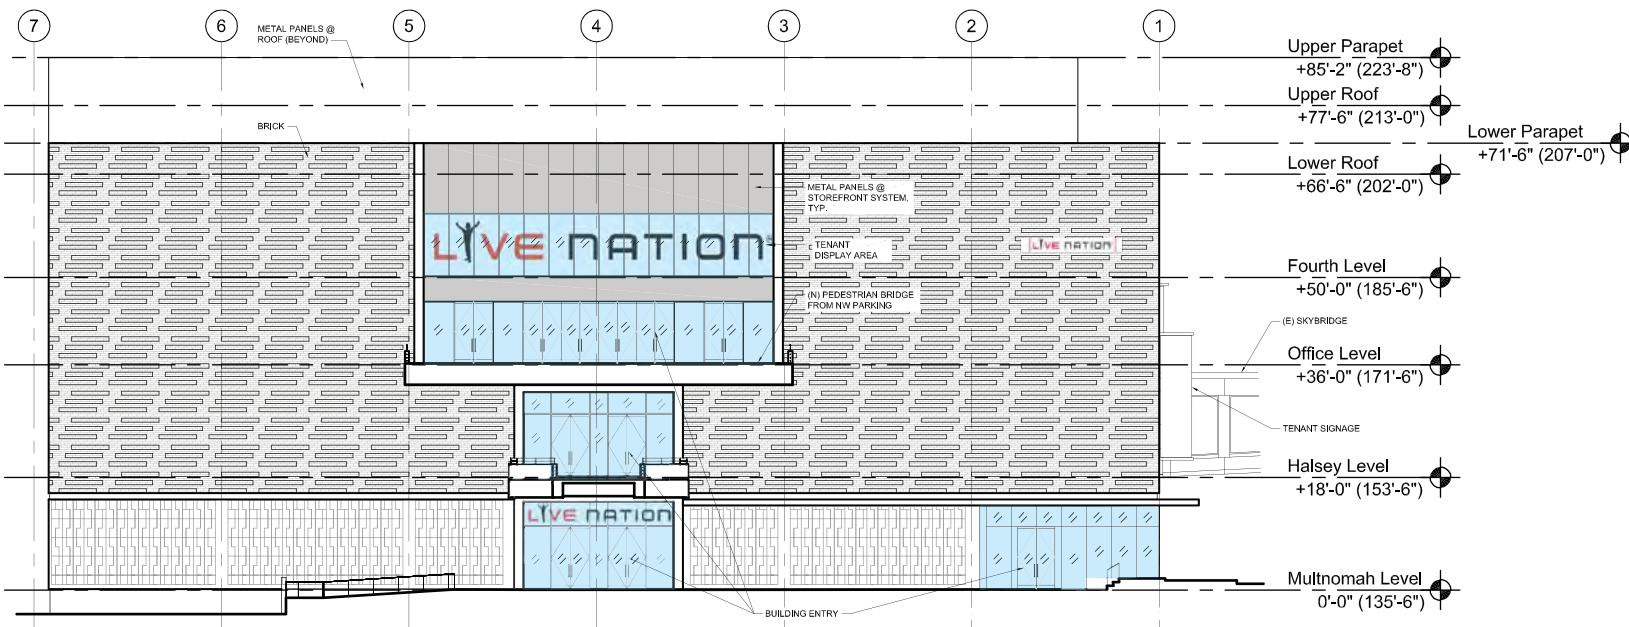 7
6
5
4
3
2
1
METAL PANELS @
ROOF (BEYOND)
Upper Parapet
+85'-2" (223'-8")
Upper Roof
+77'-6" (213'-0")
BRICK
Lower Parapet
+71'-6" (207'-0")
Lower Roof
+66'-6" (202'-0")
METAL PANELS @
STOREFRONT SYSTEM,
TYP.
LIVE NATION
TENANT
DISPLAY AREA
LIVE NATION
Fourth Level
+50'-0" (185'-6")
(N) PEDESTRIAN BRIDGE
FROM NW PARKING
(E) SKYBRIDGE
Office Level
+36'-0" (171'-6")
TENANT SIGNAGE
Halsey Level
+18'-0" (153'-6")
LIVE NATION
Multnomah Level
0'-0" (135'-6")
BUILDING ENTRY